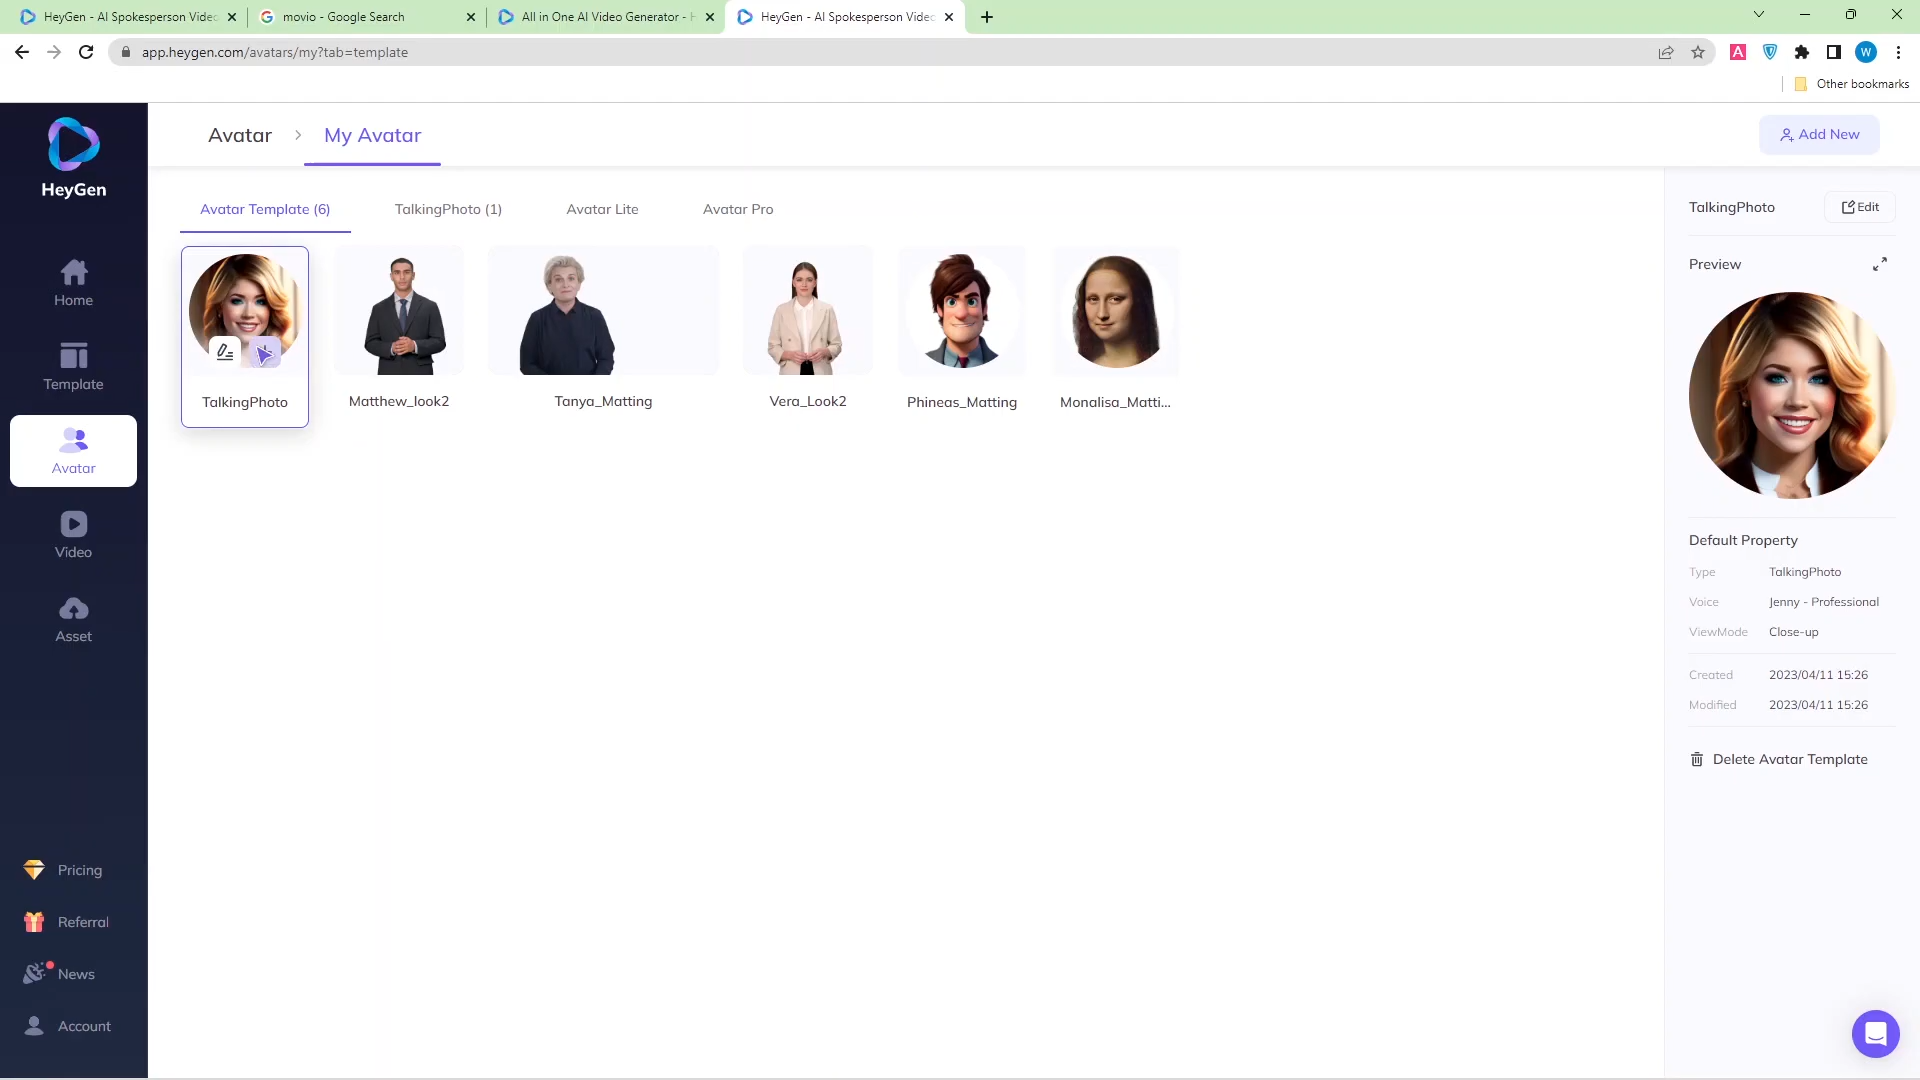 HeyGen - AI Spokesperson Video
movio - Google Search
All in One AI Video Generator - H
HeyGen - AI Spokesperson Video
app.heygen.com/avatars/my?tab=template
A
W
Other bookmarks
HeyGen
Home
Template
Avatar
Video
Asset
Pricing
Referral
News
Account
Avatar > My Avatar
Add New
Avatar Template (6)
TalkingPhoto (1)
Avatar Lite
Avatar Pro
TalkingPhoto
Matthew_look2
Tanya_Matting
Vera_Look2
Phineas_Matting
Monalisa_Matti...
TalkingPhoto
Edit
Preview
Default Property
Type TalkingPhoto
Voice Jenny - Professional
ViewMode Close-up
Created 2023/04/11 15:26
Modified 2023/04/11 15:26
Delete Avatar Template